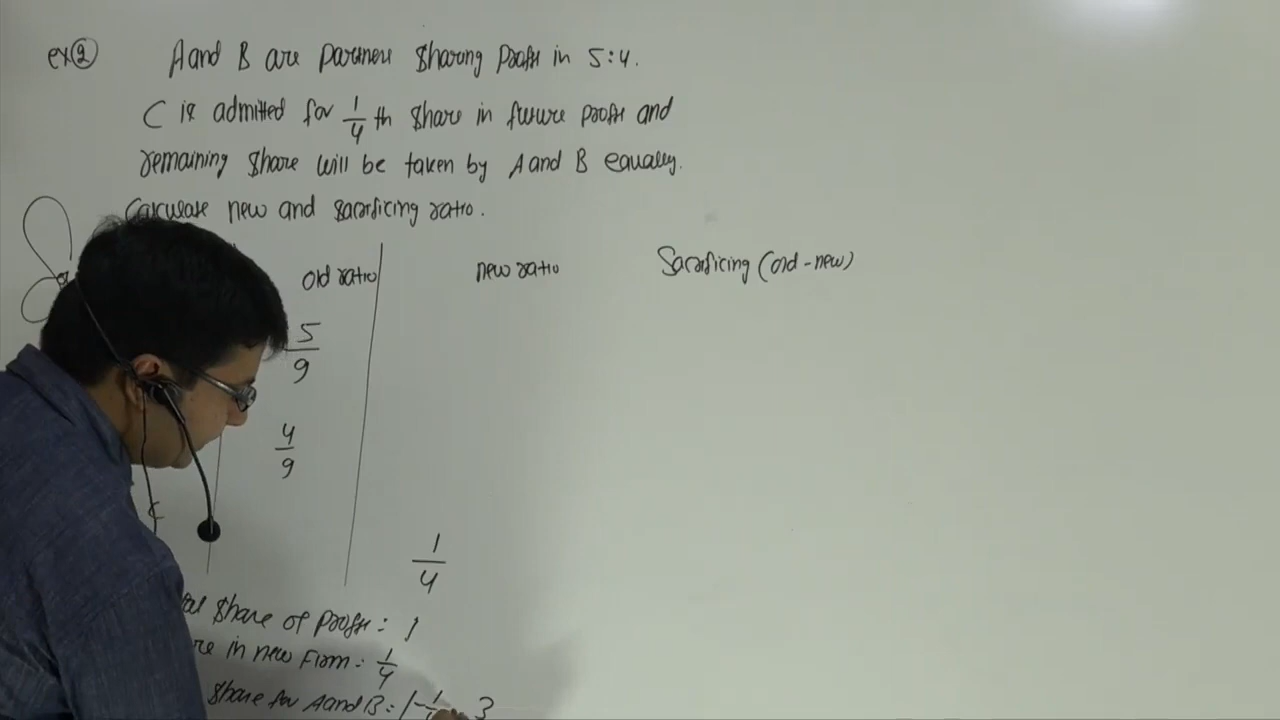 ex②
A and B are partners sharing profit in 5:4.
C is admitted for 1/4 th share in future profit and
remaining share will be taken by A and B equally.
Calculate new and sacrificing ratio.
old ratio new ratio Sacrificing (old - new)
5/9
4/9
C
1/4
share of profit = 1
in new Firm = 1/4
share for A and B = 1 - 1/ 3